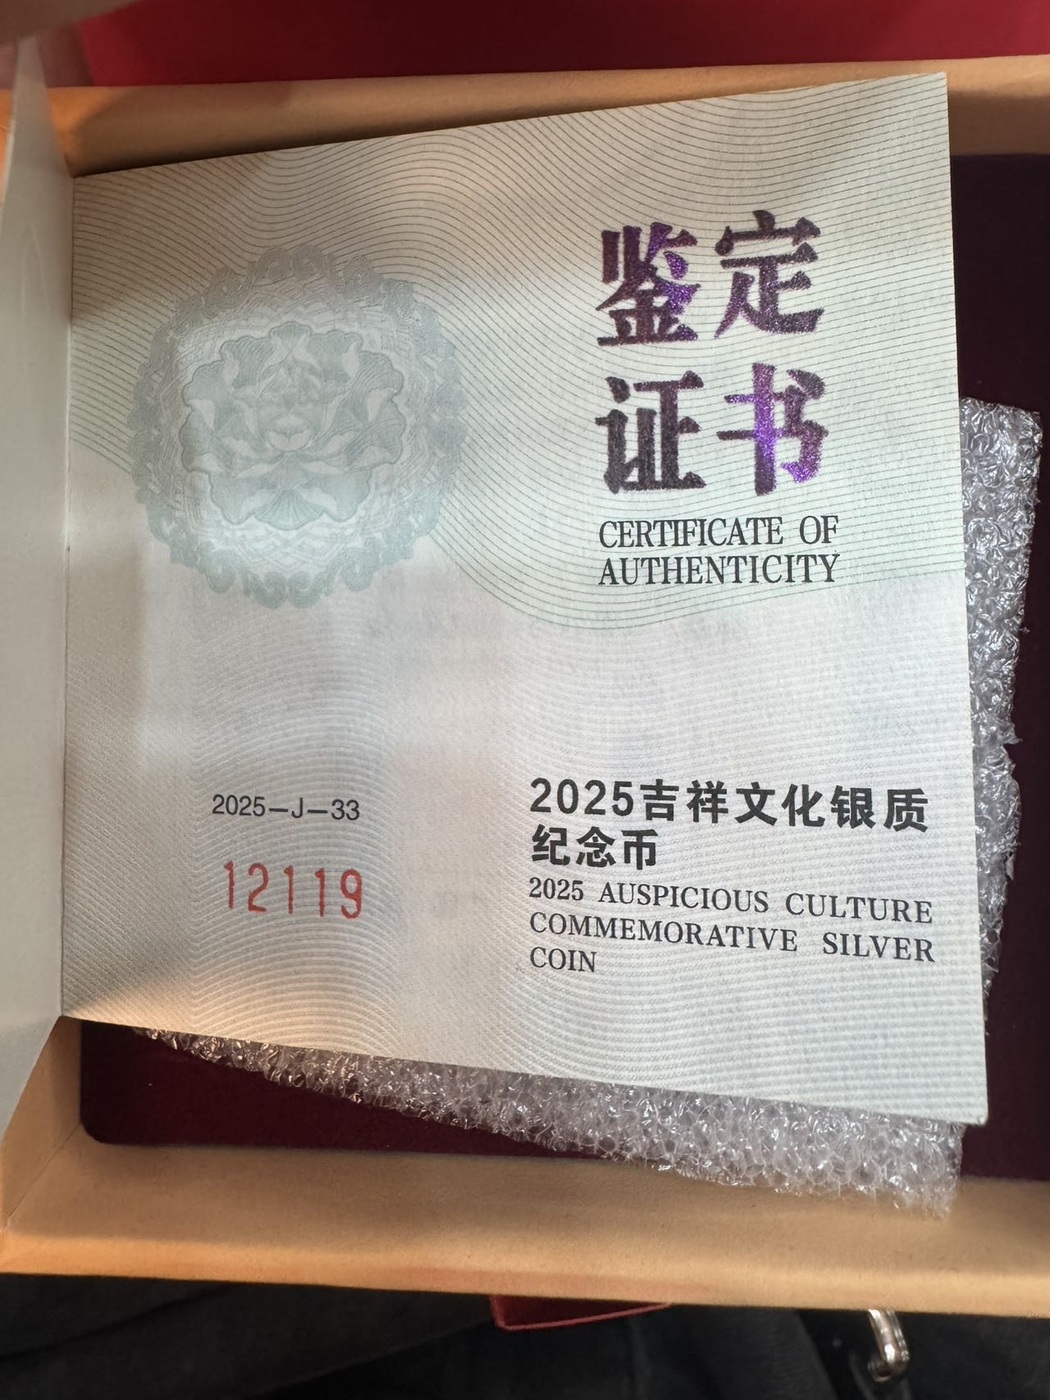 鉴定
证书
CERTIFICATE OF
AUTHENTICITY
2025-J-33
12119
2025吉祥文化银质
纪念币
2025 AUSPICIOUS CULTURE
COMMEMORATIVE SILVER
COIN